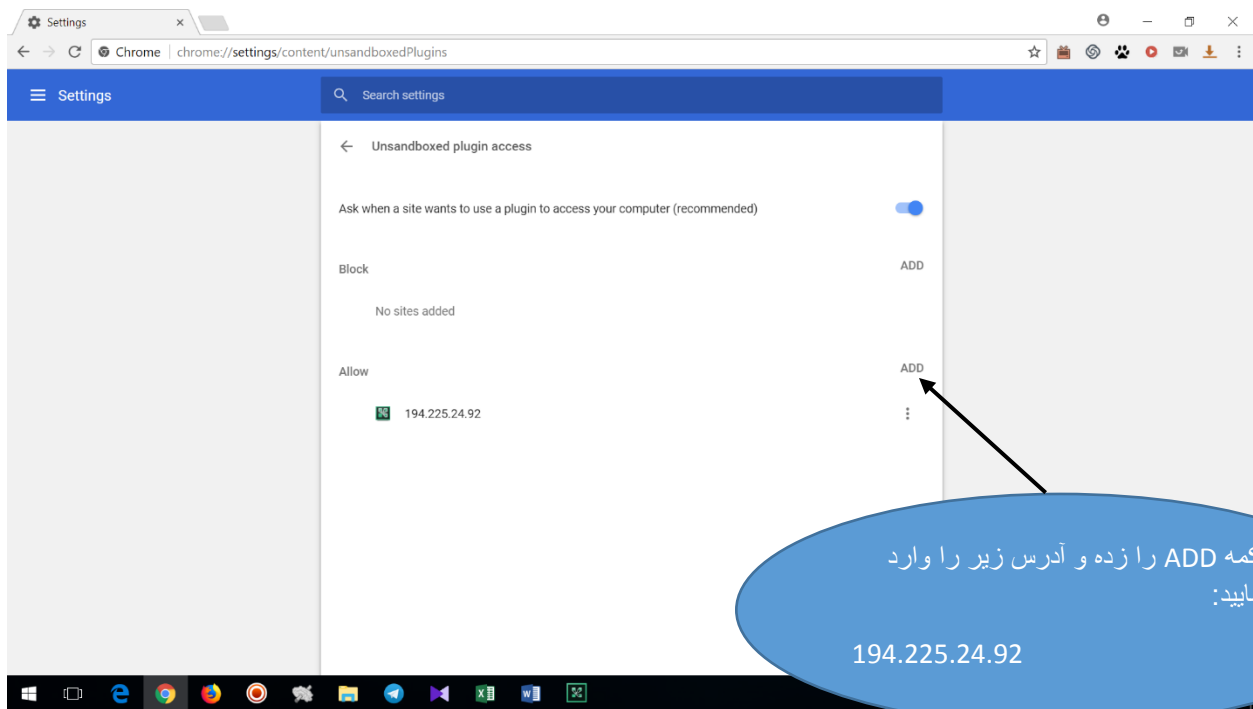 Settings
Chrome | chrome://settings/content/unsandboxedPlugins
Settings
Search settings
Unsandboxed plugin access
Ask when a site wants to use a plugin to access your computer (recommended)
Block ADD
No sites added
Allow ADD
194.225.24.92
ADD را زده و آدرس زیر را وارد
194.225.24.92